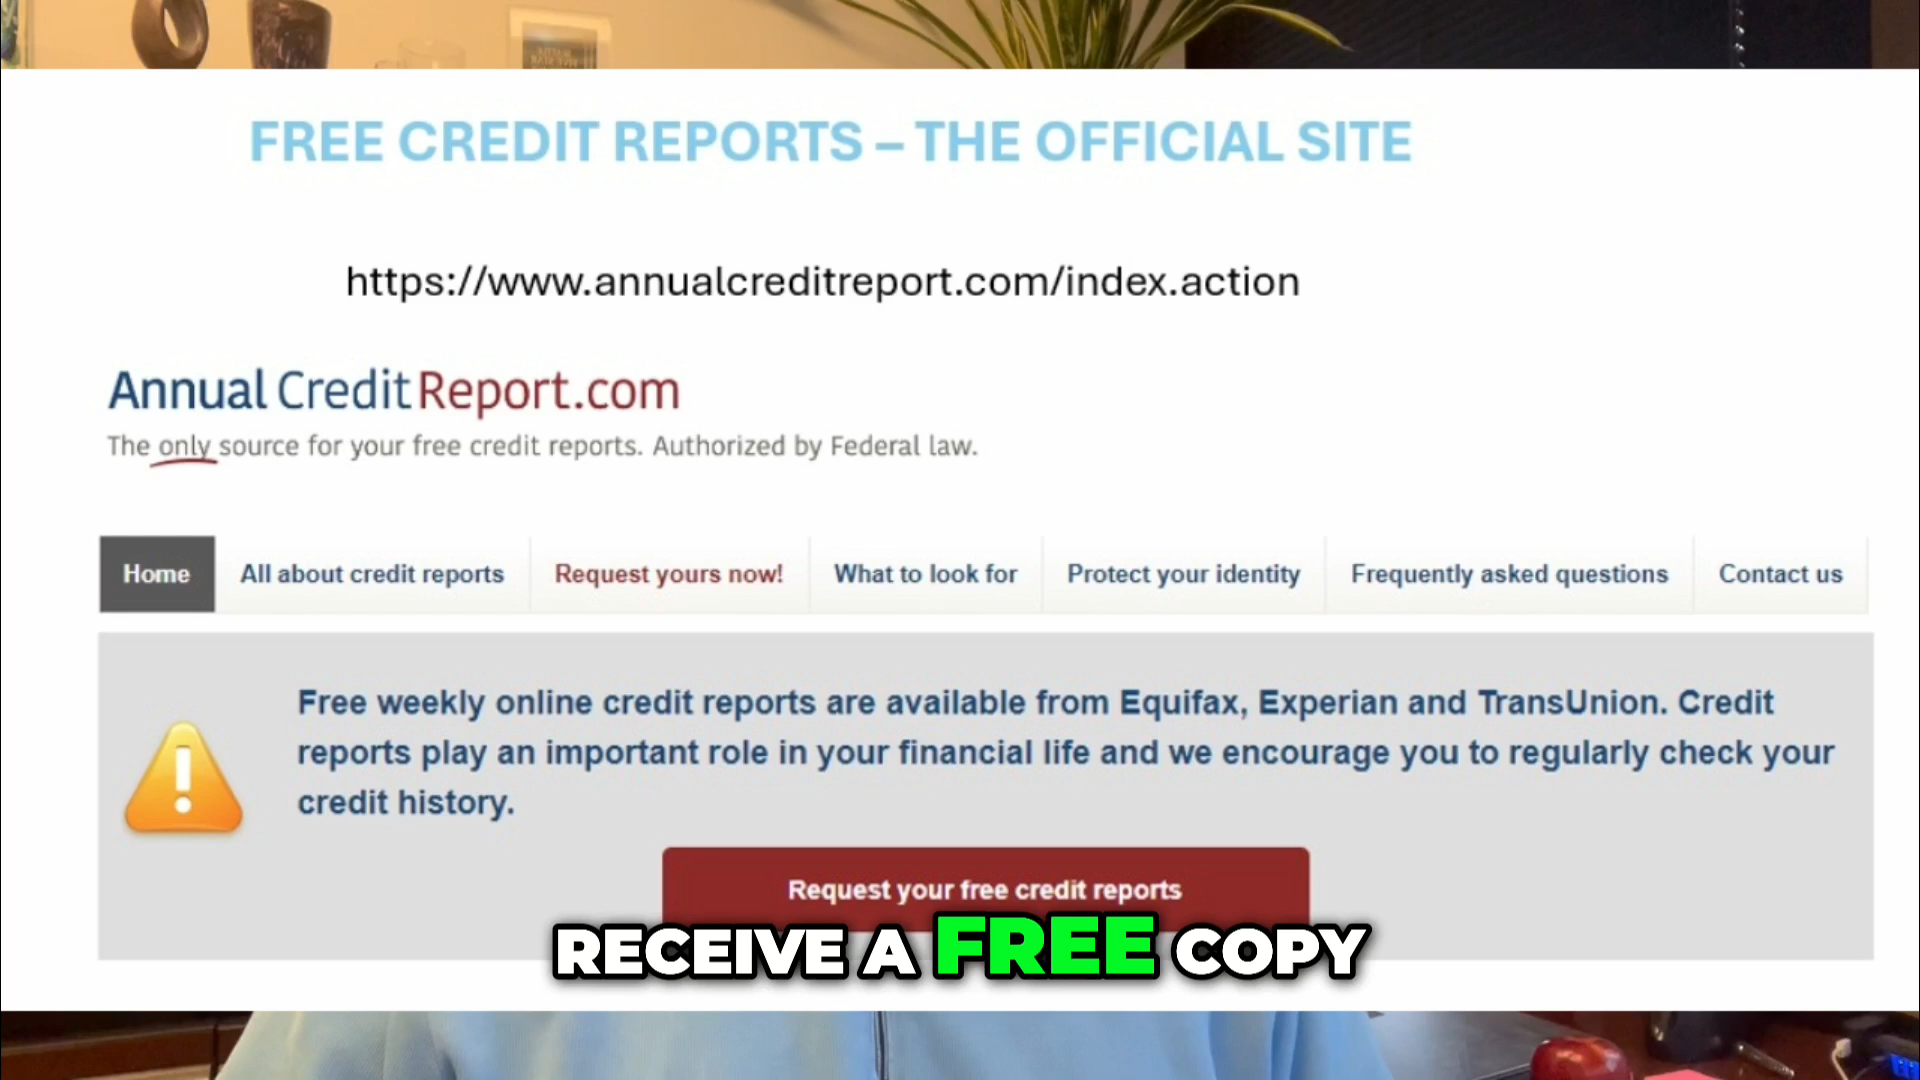 FREE CREDIT REPORTS – THE OFFICIAL SITE
https://www.annualcreditreport.com/index.action
Annual Credit Report.com
The only source for your free credit reports. Authorized by Federal law.
Home All about credit reports Request yours now! What to look for Protect your identity Frequently asked questions Contact us
Free weekly online credit reports are available from Equifax, Experian and TransUnion. Credit
reports play an important role in your financial life and we encourage you to regularly check your
credit history.
Request your free credit reports
RECEIVE A FREE COPY